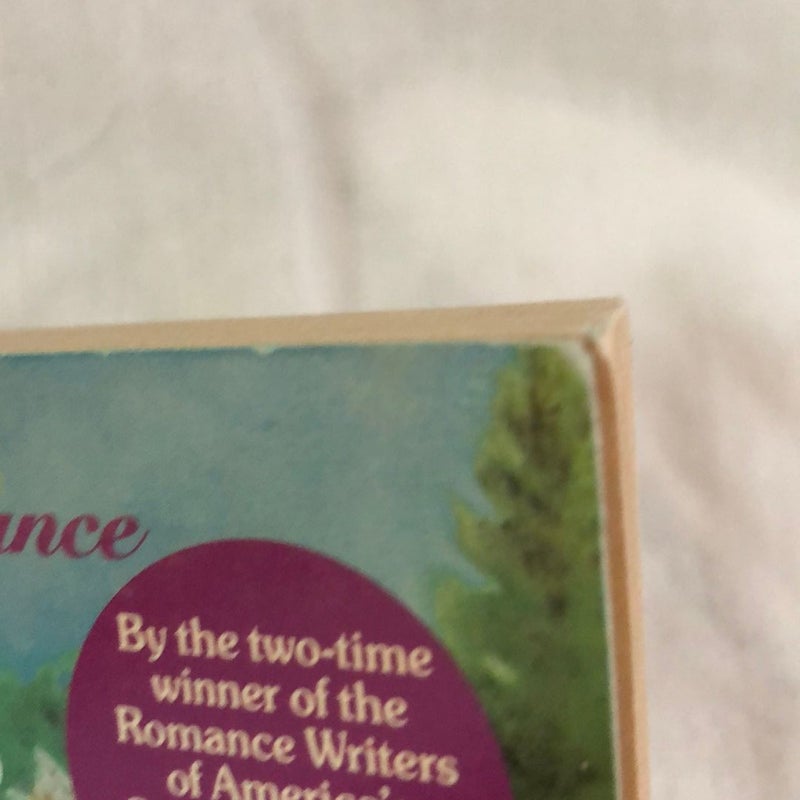 ance
By the two-time
winner of the
Romance Writers
of America'